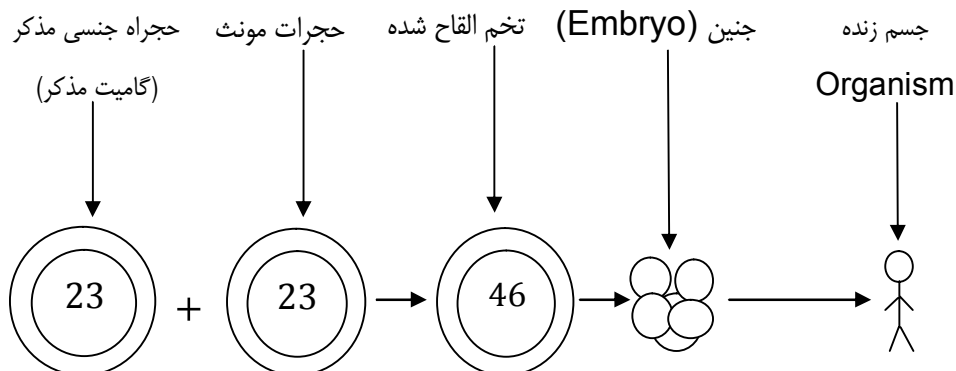 حجراه جنسی مذکر
(گامیت مذکر)
حجرات مونث
تخم القاح شده
جنین (Embryo)
جسم زنده
Organism
23
+
23
46